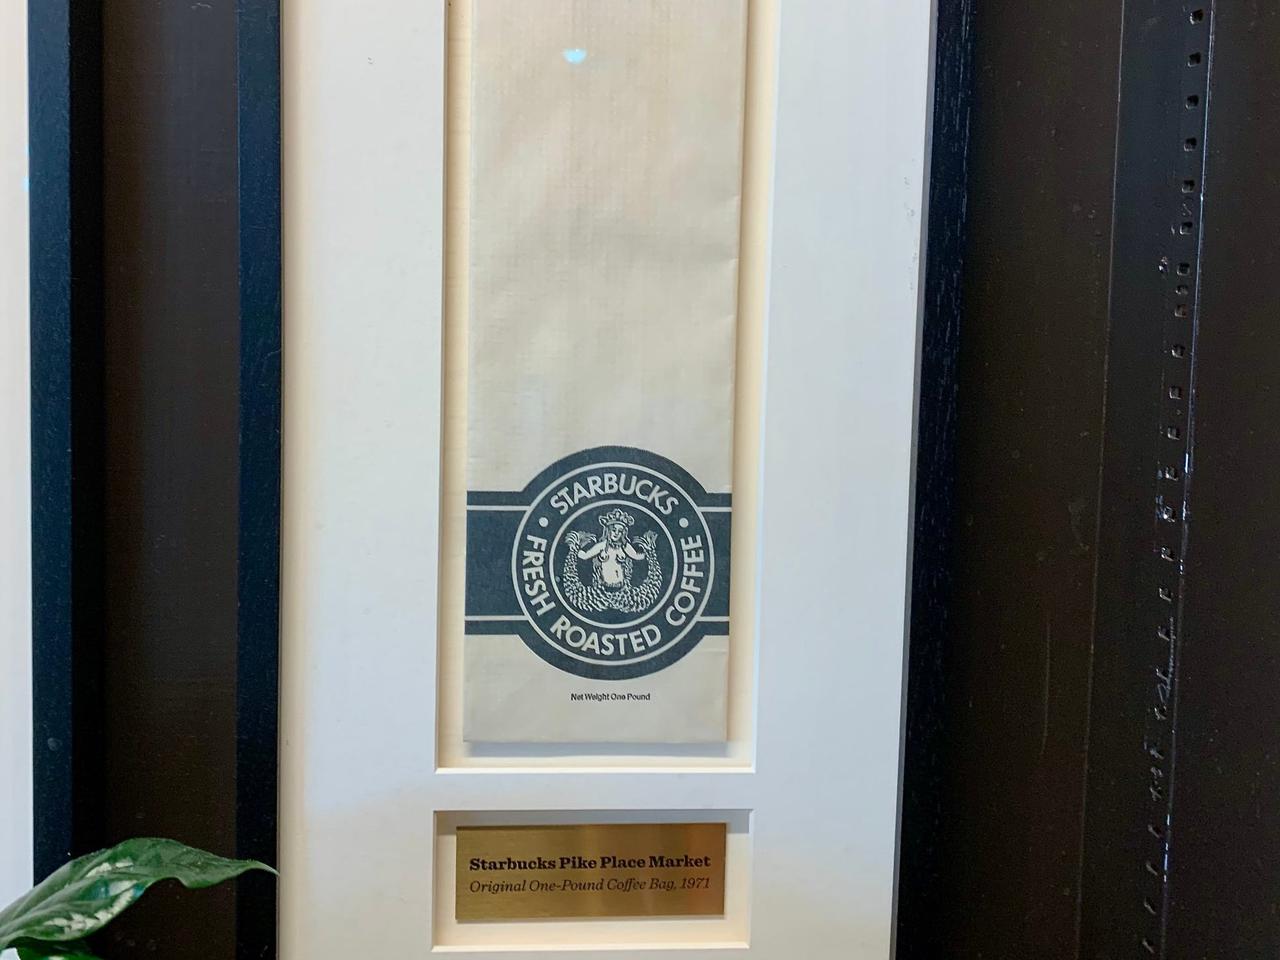 STARBUCKS
FRESH ROASTED COFFEE
Net Weight One Pound
Starbucks Pike Place Market
Original One-Pound Coffee Bag, 1971